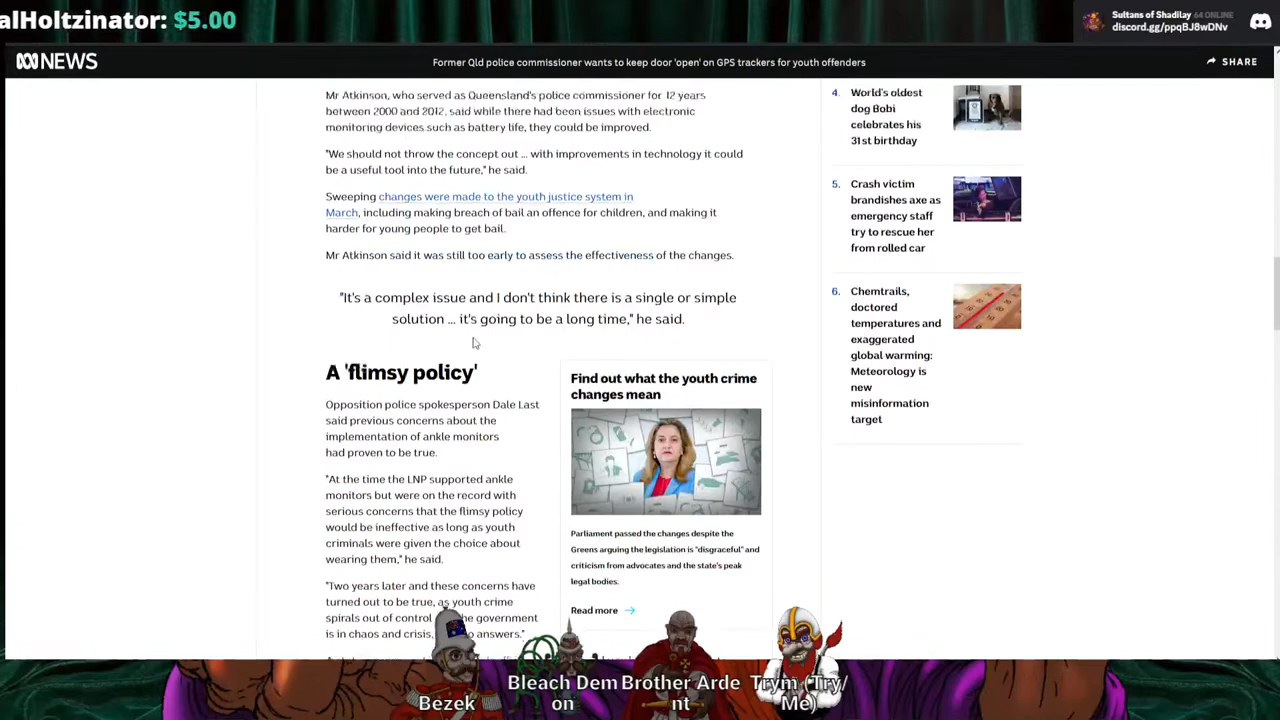 alHoltzinator: $5.00
Sultans of Shadilay 64 ONLINE
discord.gg/ppqBJ8wDNv
NEWS
Former Qld police commissioner wants to keep door 'open' on GPS trackers for youth offenders
SHARE
Mr Atkinson, who served as Queensland's police commissioner for 12 years
between 2000 and 2012, said while there had been issues with electronic
monitoring devices such as battery life, they could be improved.
"We should not throw the concept out ... with improvements in technology it could
be a useful tool into the future," he said.
Sweeping changes were made to the youth justice system in
March, including making breach of bail an offence for children, and making it
harder for young people to get bail.
Mr Atkinson said it was still too early to assess the effectiveness of the changes.
"It's a complex issue and I don't think there is a single or simple
solution ... it's going to be a long time," he said.
A 'flimsy policy'
Opposition police spokesperson Dale Last
said previous concerns about the
implementation of ankle monitors
had proven to be true.
"At the time the LNP supported ankle
monitors but were on the record with
serious concerns that the flimsy policy
would be ineffective as long as youth
criminals were given the choice about
wearing them," he said.
"Two years later and these concerns have
turned out to be true, as youth crime
spirals out of control
he government
is in chaos and crisis,
answers."
Find out what the youth crime
changes mean
Parliament passed the changes despite the
Greens arguing the legislation is "disgraceful" and
criticism from advocates and the state's peak
legal bodies.
Read more
4. World's oldest
dog Bobi
celebrates his
31st birthday
5. Crash victim
brandishes axe as
emergency staff
try to rescue her
from rolled car
6. Chemtrails,
doctored
temperatures and
exaggerated
global warming:
Meteorology is
new
misinformation
target
Bezek
Bleach Dem
on
Brother Arde
nt
Trym (Try/
Me)